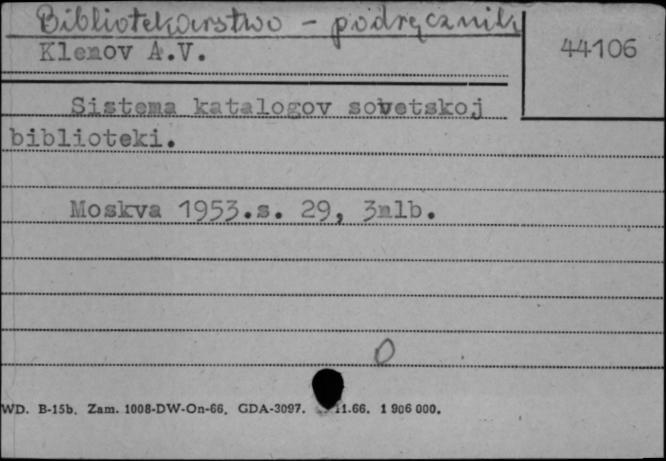 Bibliotekarstwo - podręcznik
Klemov A.V.
44106
Sistema katalogov sovetskoj
biblioteki.
Moskva 1953.s. 29, 3nlb.
0
WD. B-15b. Zam. 1008-DW-On-66. GDA-3097. 11.66. 1 906 000.